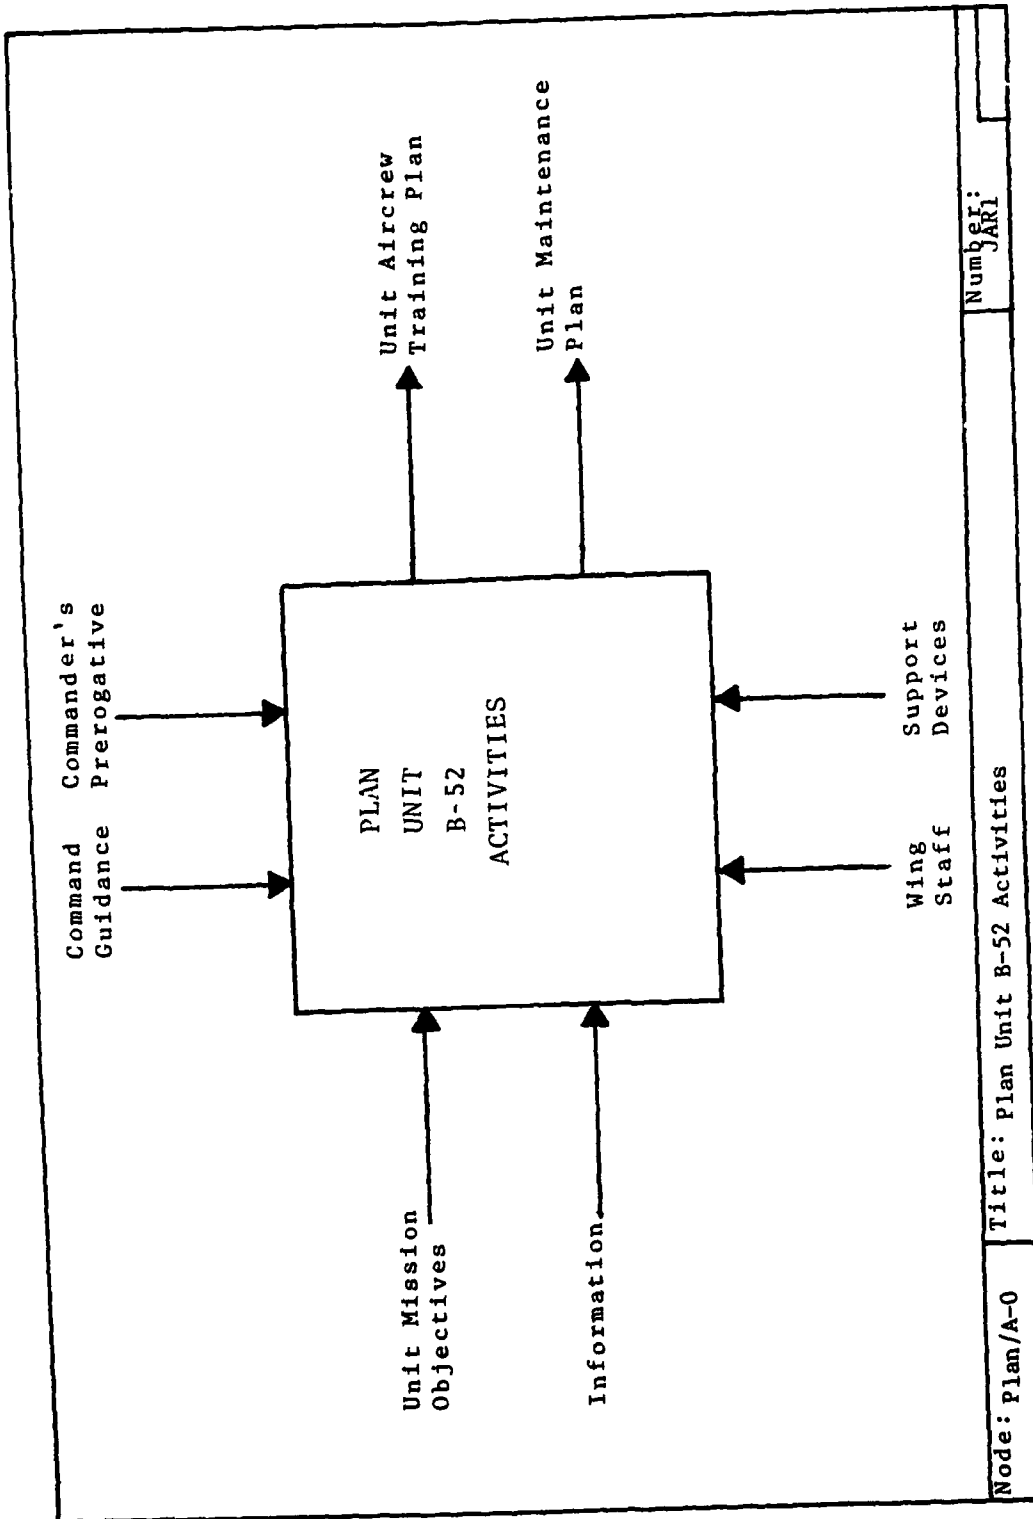 Command
Guidance
Commander's
Prerogative
Unit Mission
Objectives
Information
PLAN
UNIT
B-52
ACTIVITIES
Unit Aircrew
Training Plan
Unit Maintenance
Plan
Wing
Staff
Support
Devices
Node: Plan/A-0
Title: Plan Unit B-52 Activities
Number:
JAR1